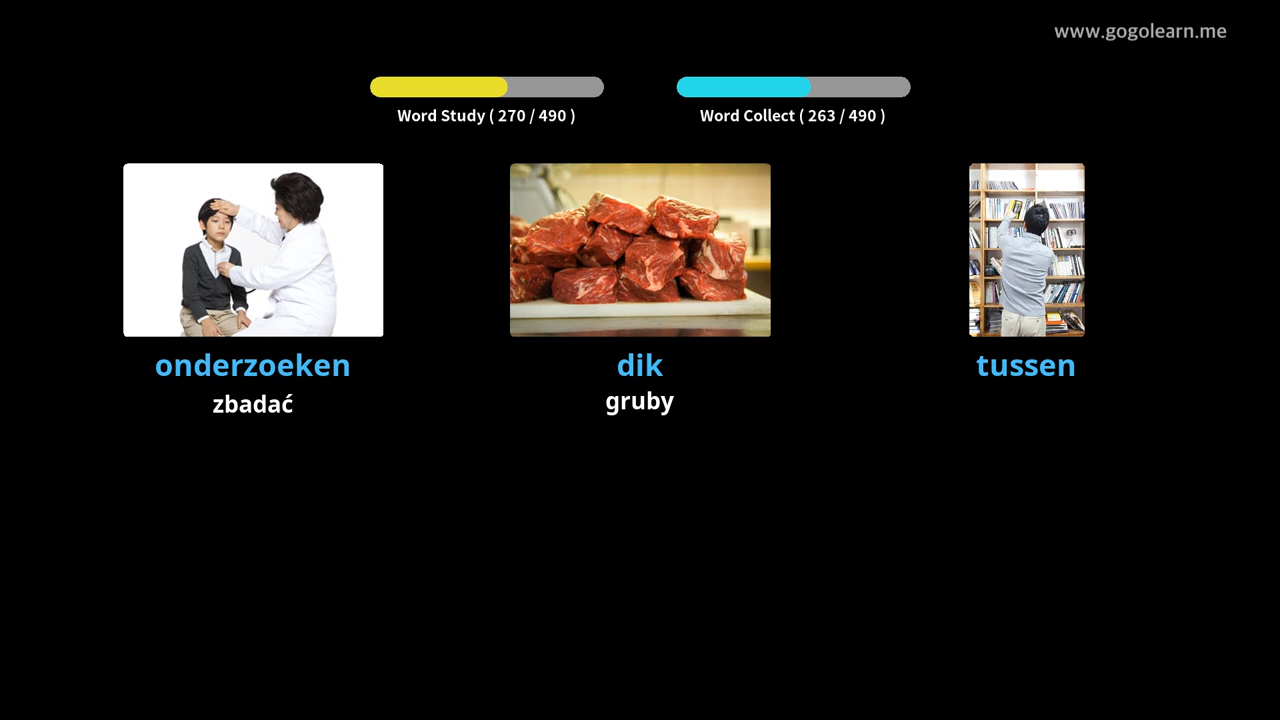 www.gogolearn.me
Word Study ( 270 / 490 )
Word Collect ( 263 / 490 )
onderzoeken
zbadać
dik
gruby
tussen